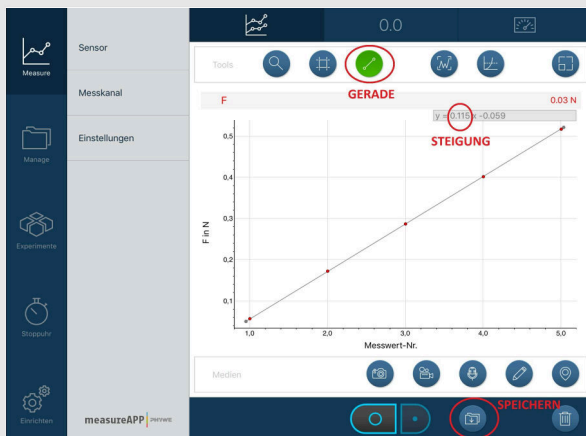 0.0
Measure
Sensor
Tools
GERADE
F
0.03 N
y = 0.115 x -0.059
STEIGUNG
Messkanal
Manage
Einstellungen
Experimente
Stoppuhr
Einrichten
measureAPP PHYWE
F in N
0,5
0,4
0,3
0,2
0,1
1,0 2,0 3,0 4,0 5,0
Messwert-Nr.
Medien
SPEICHERN